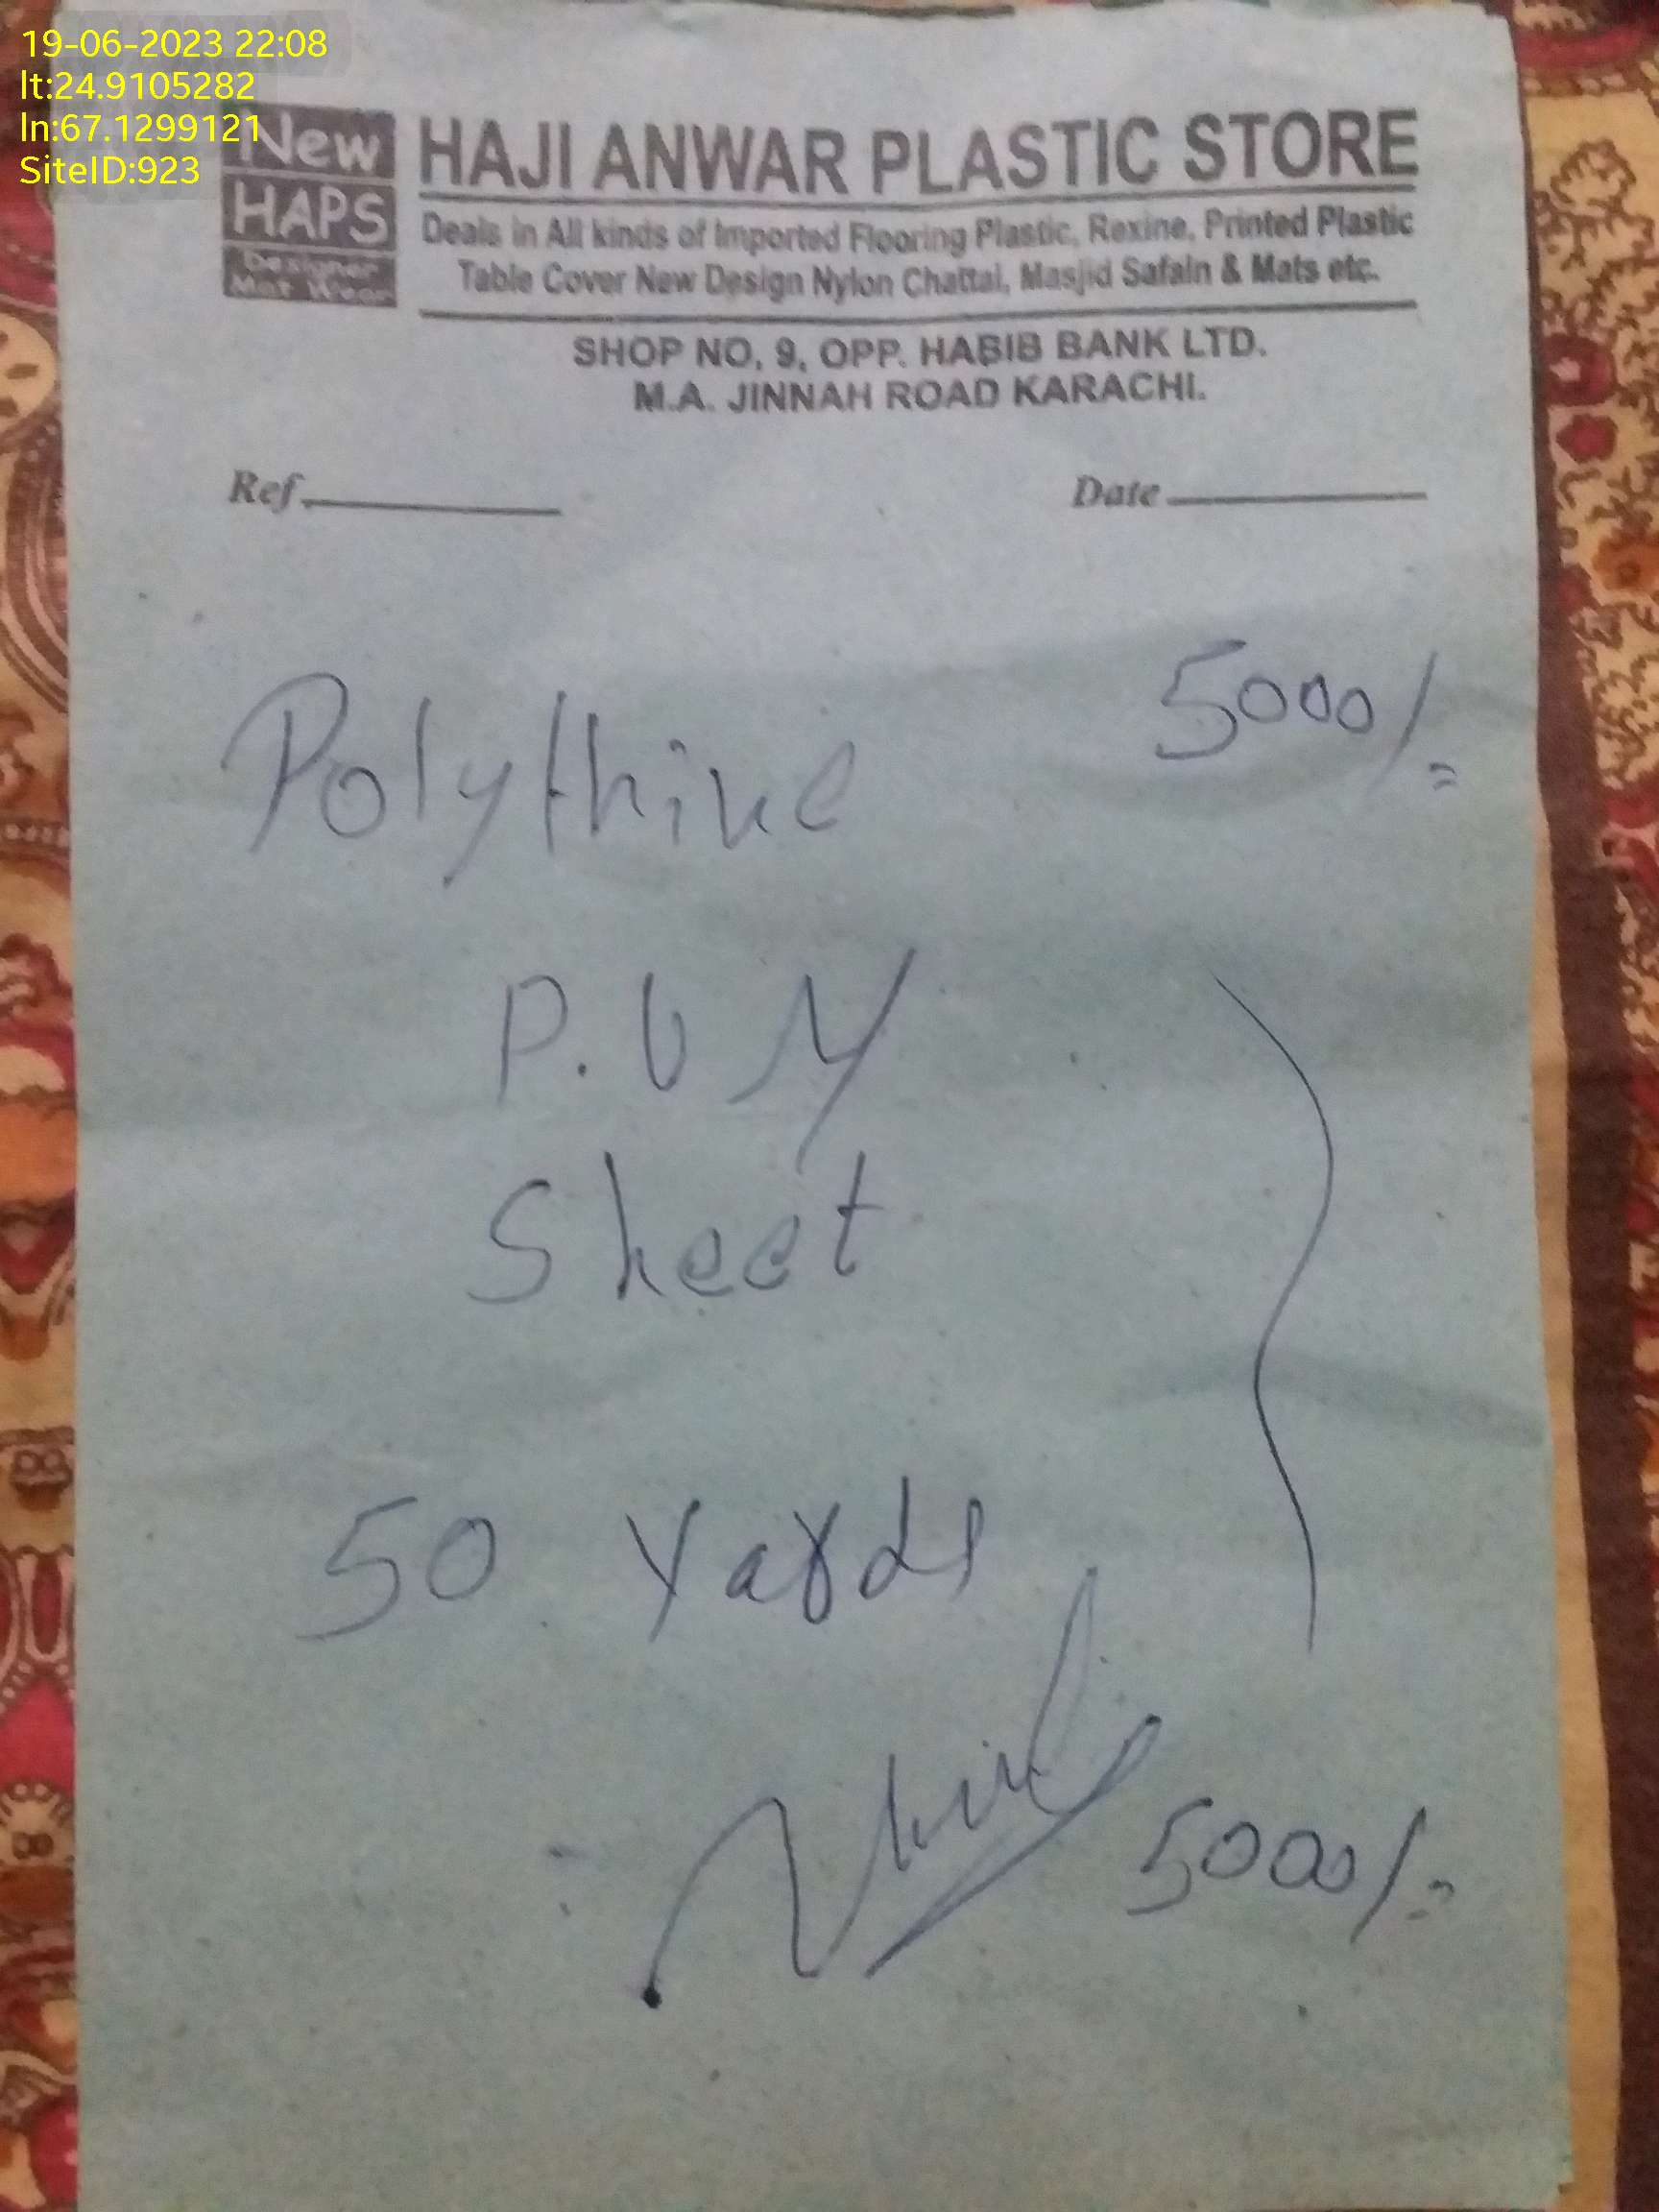 19-06-2023 22:08
lt:24.9105282
ln:67.1299121
SiteID:923
New
HAPS
Designer
Mat Wear
HAJI ANWAR PLASTIC STORE
Deals in All kinds of Imported Flooring Plastic, Rexine, Printed Plastic
Table Cover New Design Nylon Chattai, Masjid Safain & Mats etc.
SHOP NO, 9, OPP. HABIB BANK LTD.
M.A. JINNAH ROAD KARACHI.
Ref Date
Polythine 5000/=
P.
Sheet
50 Yards
5000/=